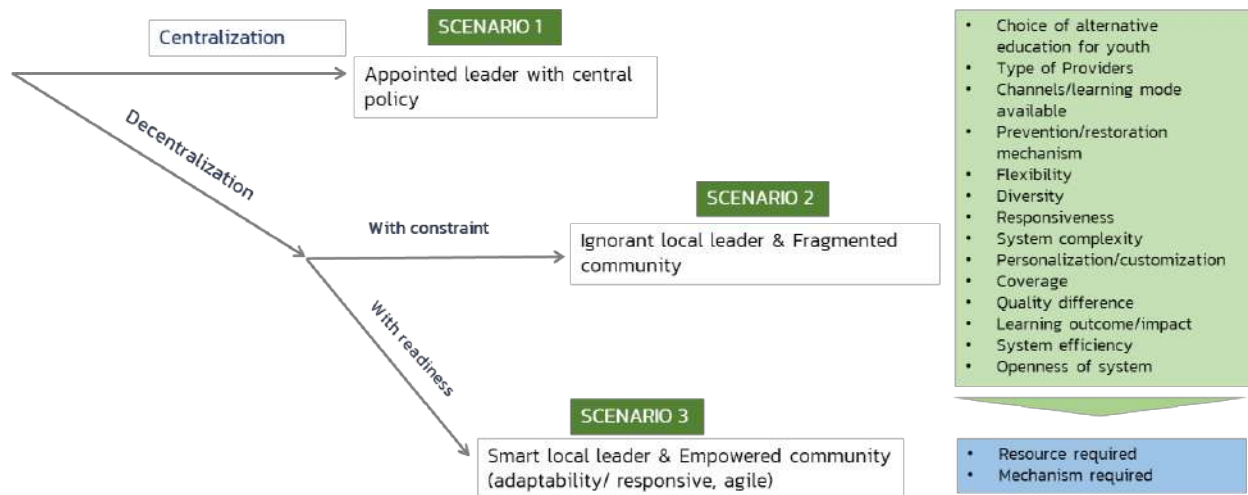 Centralization
SCENARIO 1
Appointed leader with central
policy
Decentralization
With constraint
SCENARIO 2
Ignorant local leader & Fragmented
community
With readiness
SCENARIO 3
Smart local leader & Empowered community
(adaptability/ responsive, agile)
• Choice of alternative
education for youth
• Type of Providers
• Channels/learning mode
available
• Prevention/restoration
mechanism
• Flexibility
• Diversity
• Responsiveness
• System complexity
• Personalization/customization
• Coverage
• Quality difference
• Learning outcome/impact
• System efficiency
• Openness of system
• Resource required
• Mechanism required